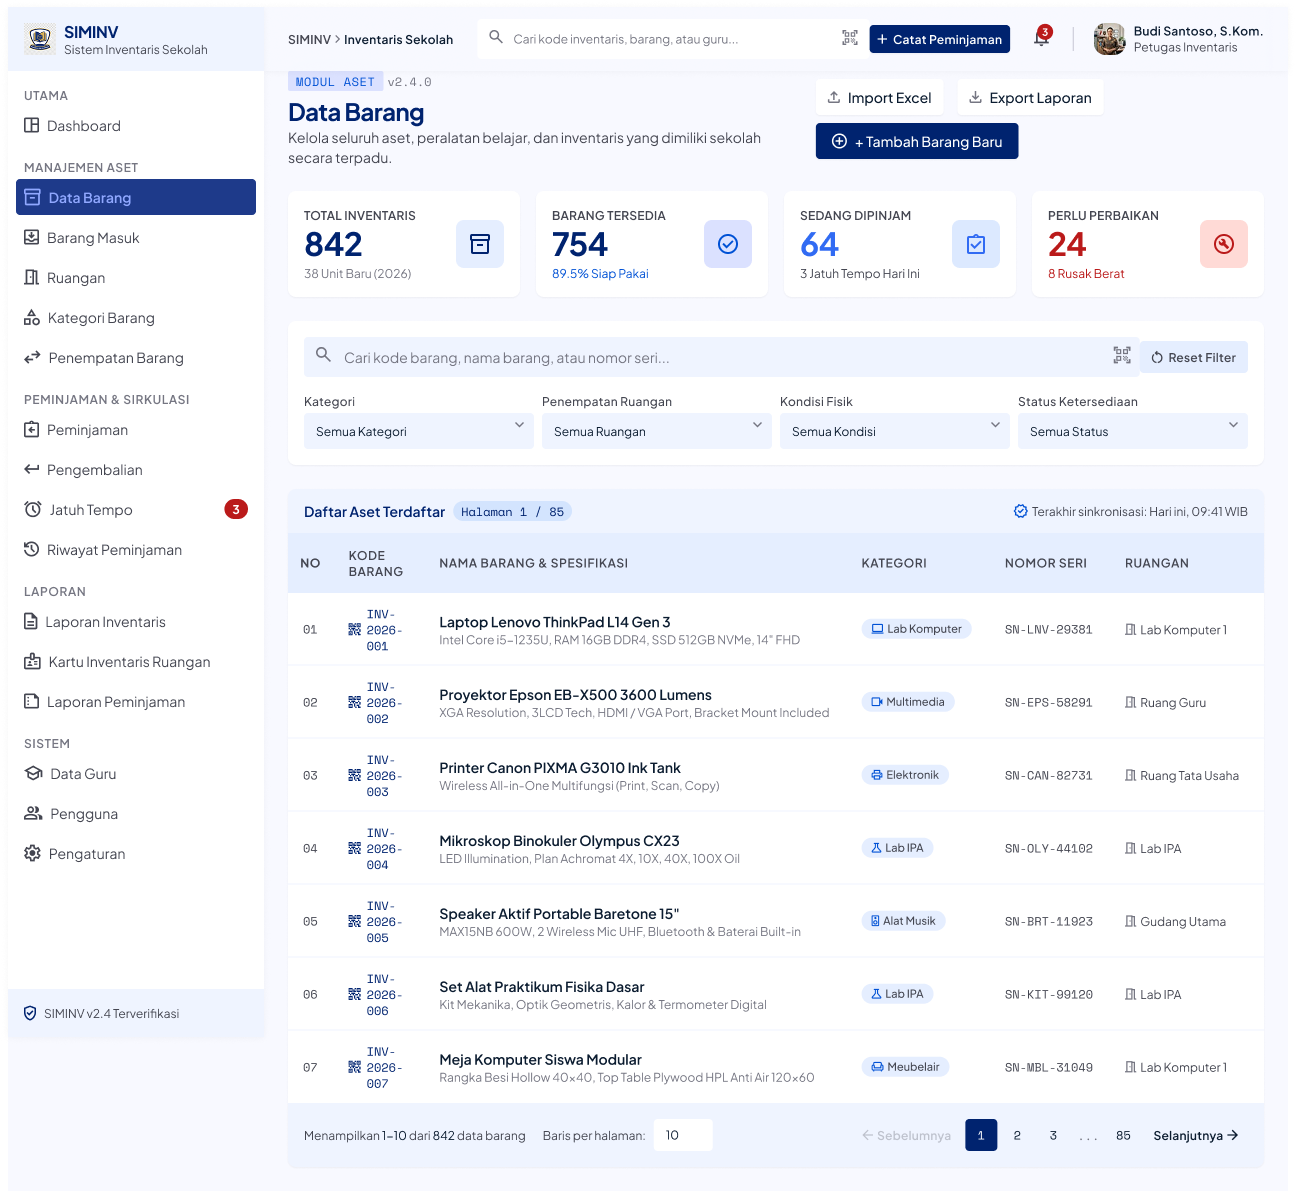 SIMINV
Sistem Inventaris Sekolah
SIMINV > Inventaris Sekolah
Cari kode inventaris, barang, atau guru...
+ Catat Peminjaman
3
Budi Santoso, S.Kom.
Petugas Inventaris
UTAMA
Dashboard
MANAJEMEN ASET
Data Barang
Barang Masuk
Ruangan
Kategori Barang
Penempatan Barang
PEMINJAMAN & SIRKULASI
Peminjaman
Pengembalian
Jatuh Tempo
3
Riwayat Peminjaman
LAPORAN
Laporan Inventaris
Kartu Inventaris Ruangan
Laporan Peminjaman
SISTEM
Data Guru
Pengguna
Pengaturan
SIMINV v2.4 Terverifikasi
MODUL ASET v2.4.0
Data Barang
Kelola seluruh aset, peralatan belajar, dan inventaris yang dimiliki sekolah
secara terpadu.
Import Excel
Export Laporan
+ Tambah Barang Baru
TOTAL INVENTARIS
842
38 Unit Baru (2026)
BARANG TERSEDIA
754
89.5% Siap Pakai
SEDANG DIPINJAM
64
3 Jatuh Tempo Hari Ini
PERLU PERBAIKAN
24
8 Rusak Berat
Cari kode barang, nama barang, atau nomor seri...
Reset Filter
Kategori
Semua Kategori
Penempatan Ruangan
Semua Ruangan
Kondisi Fisik
Semua Kondisi
Status Ketersediaan
Semua Status
Daftar Aset Terdaftar
Halaman 1 / 85
Terakhir sinkronisasi: Hari ini, 09:41 WIB
NO
KODE
BARANG
NAMA BARANG & SPESIFIKASI
KATEGORI
NOMOR SERI
RUANGAN
01
INV-
2026-
001
Laptop Lenovo ThinkPad L14 Gen 3
Intel Core i5-1235U, RAM 16GB DDR4, SSD 512GB NVMe, 14" FHD
Lab Komputer
SN-LNV-29381
Lab Komputer 1
02
INV-
2026-
002
Proyektor Epson EB-X500 3600 Lumens
XGA Resolution, 3LCD Tech, HDMI / VGA Port, Bracket Mount Included
Multimedia
SN-EPS-58291
Ruang Guru
03
INV-
2026-
003
Printer Canon PIXMA G3010 Ink Tank
Wireless All-in-One Multifungsi (Print, Scan, Copy)
Elektronik
SN-CAN-82731
Ruang Tata Usaha
04
INV-
2026-
004
Mikroskop Binokuler Olympus CX23
LED Illumination, Plan Achromat 4X, 10X, 40X, 100X Oil
Lab IPA
SN-OLY-44102
Lab IPA
05
INV-
2026-
005
Speaker Aktif Portable Baretone 15"
MAX15NB 600W, 2 Wireless Mic UHF, Bluetooth & Baterai Built-in
Alat Musik
SN-BRT-11923
Gudang Utama
06
INV-
2026-
006
Set Alat Praktikum Fisika Dasar
Kit Mekanika, Optik Geometris, Kalor & Termometer Digital
Lab IPA
SN-KIT-99120
Lab IPA
07
INV-
2026-
007
Meja Komputer Siswa Modular
Rangka Besi Hollow 40x40, Top Table Plywood HPL Anti Air 120x60
Meubelair
SN-MBL-31049
Lab Komputer 1
Menampilkan 1-10 dari 842 data barang
Baris per halaman:
10
← Sebelumnya
1
2
3
...
85
Selanjutnya →